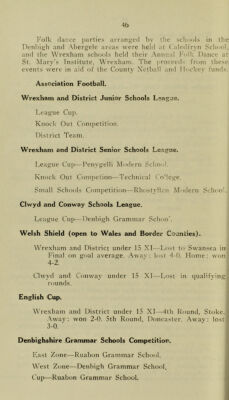 46
Folk dance parties arranged by the schools in the
Denbigh and Abergele areas were held at Caledfryn School,
and the Wrexham schools held their Annual Folk Dance at
St. Mary's Institute, Wrexham. The proceeds from these
events were in aid of the County Netball and Hockey funds.
Association Football.
Wrexham and District Junior Schools League.
League Cup.
Knock Out Competition.
District Team.
Wrexham and District Senior Schools League.
League Cup—Penygelli Modern School.
Knock Out Competion—Technical College.
Small Schools Competition—Rhostyllen Modern School.
Clwyd and Conway Schools League.
League Cup—Denbigh Grammar School.
Welsh Shield (open to Wales and Border Counties).
Wrexham and District under 15 XI—Lost to Swansea in
Final on goal average. Away: lost 4-0. Home: won
4-2.
Clwyd and Conway under 15 XI—Lost in qualifying
rounds.
English Cup.
Wrexham and District under 15 XI—4th Round, Stoke.
Away: won 2-0. 5th Round, Doncaster. Away: lost
3-0.
Denbighshire Grammar Schools Competition.
East Zone—Ruabon Grammar School.
West Zone—Denbigh Grammar School.
Cup—Ruabon Grammar School.